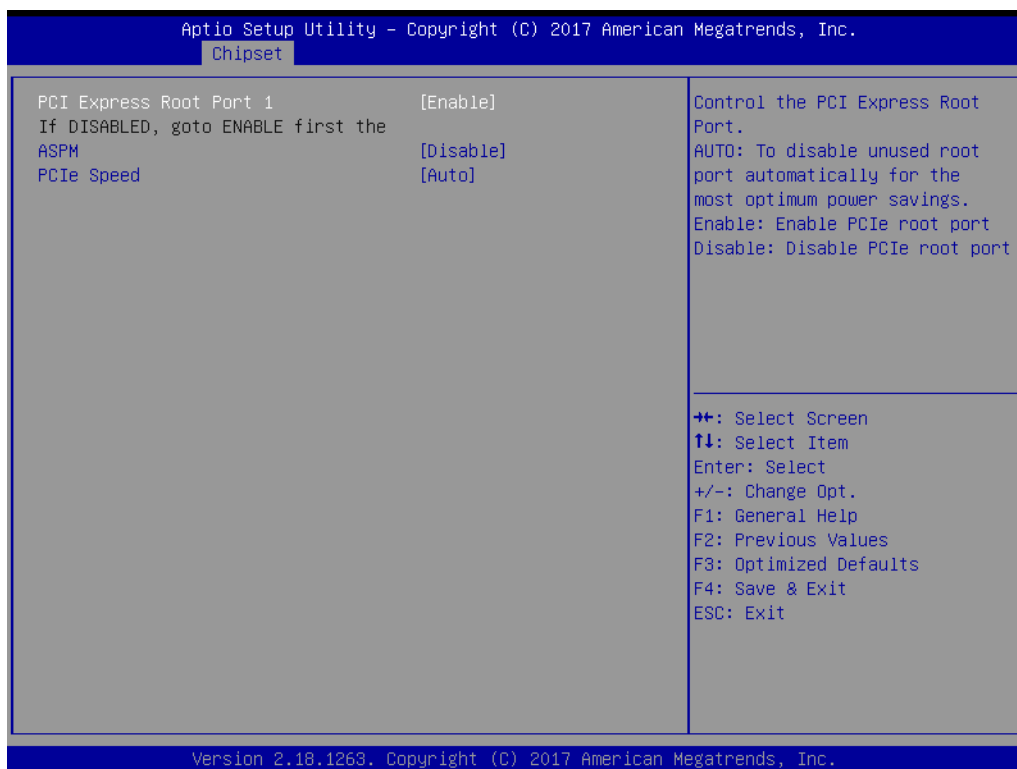 Aptio Setup Utility – Copyright (C) 2017 American Megatrends, Inc.
Chipset
PCI Express Root Port 1 [Enable]
If DISABLED, goto ENABLE first the
ASPM [Disable]
PCIe Speed [Auto]
Control the PCI Express Root
Port.
AUTO: To disable unused root
port automatically for the
most optimum power savings.
Enable: Enable PCIe root port
Disable: Disable PCIe root port
→←: Select Screen
↑↓: Select Item
Enter: Select
+/-: Change Opt.
F1: General Help
F2: Previous Values
F3: Optimized Defaults
F4: Save & Exit
ESC: Exit
Version 2.18.1263. Copyright (C) 2017 American Megatrends, Inc.